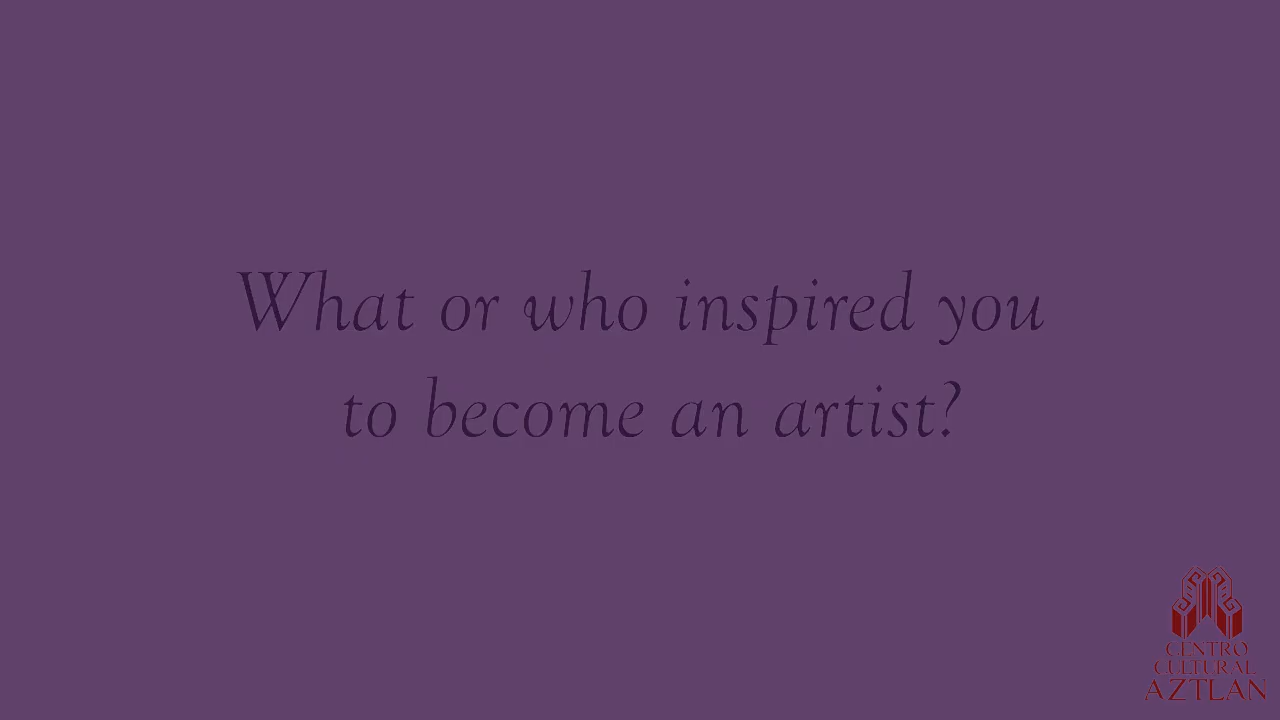 What or who inspired you
to become an artist?
CENTRO
CULTURAL
AZTLAN